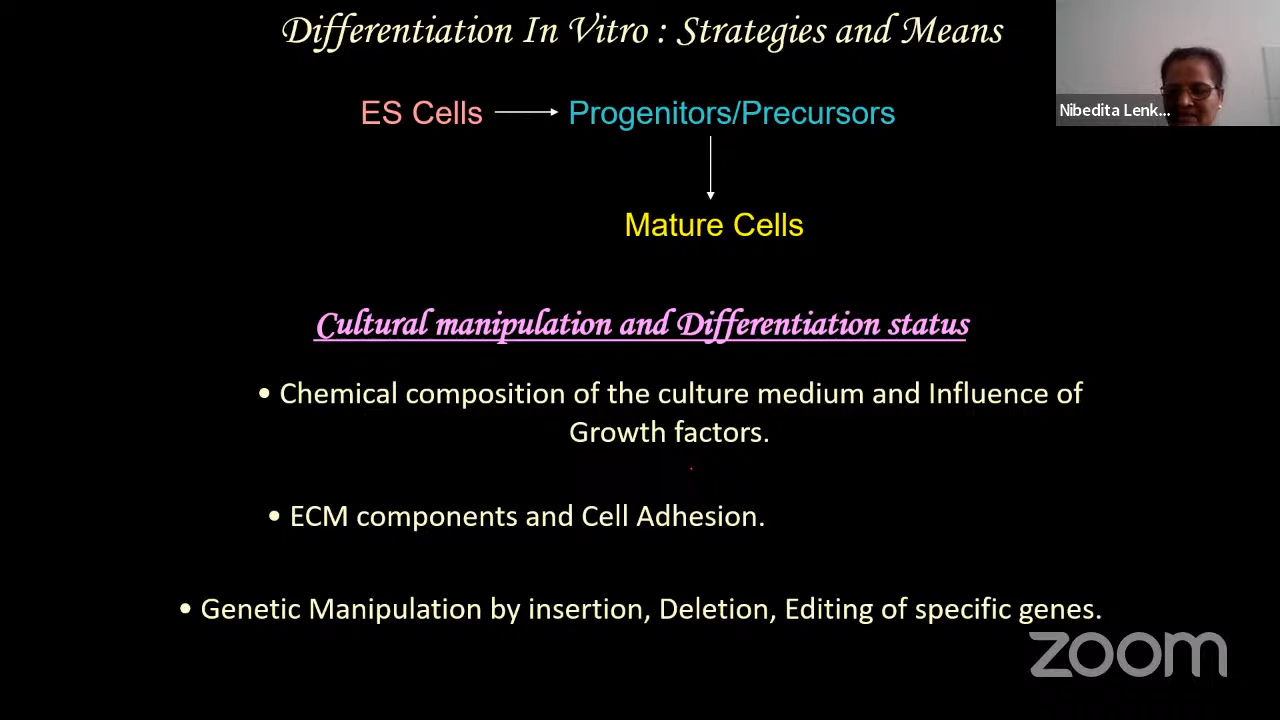 Differentiation In Vitro : Strategies and Means
Nibedita Lenk...
ES Cells
Progenitors/Precursors
Mature Cells
Cultural manipulation and Differentiation status
• Chemical composition of the culture medium and Influence of
Growth factors.
• ECM components and Cell Adhesion.
• Genetic Manipulation by insertion, Deletion, Editing of specific genes.
zoom